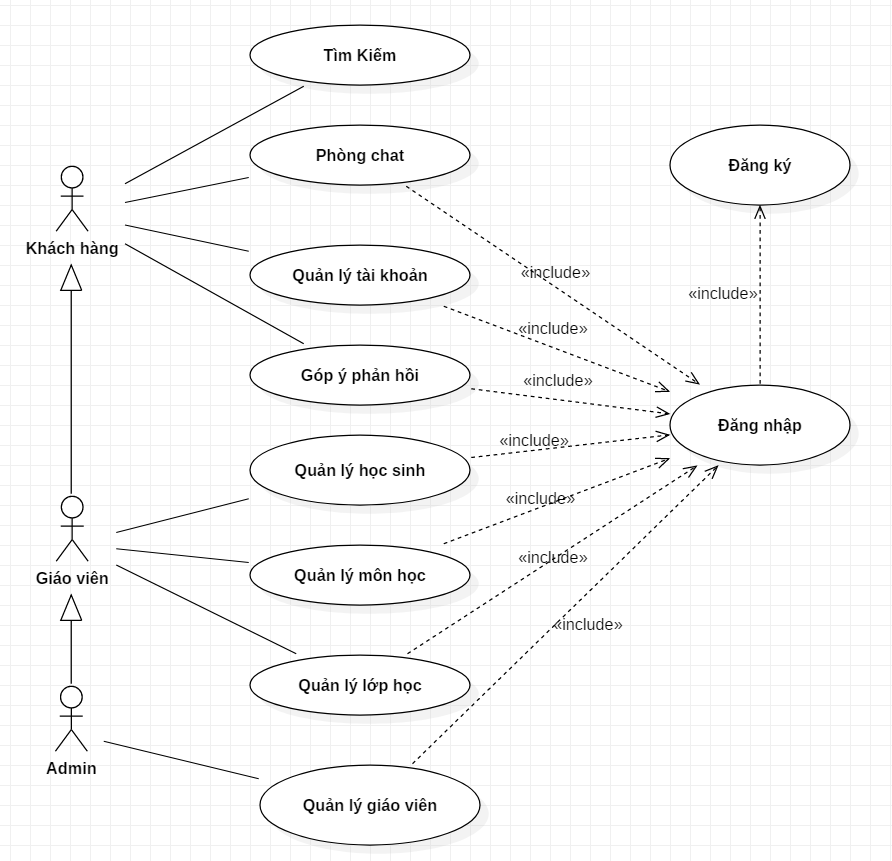 Tìm Kiếm
Phòng chat
Đăng ký
Khách hàng
Quản lý tài khoản
«include»
«include»
«include»
Góp ý phản hồi
«include»
Đăng nhập
«include»
Quản lý học sinh
«include»
Giáo viên
Quản lý môn học
«include»
«include»
Quản lý lớp học
Admin
Quản lý giáo viên